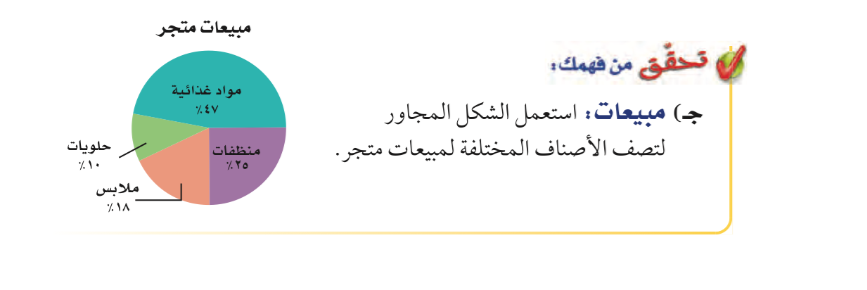 تحقّق من فهمك:
جـ) مبيعات: استعمل الشكل المجاور
لتصف الأصناف المختلفة لمبيعات متجر.
مبيعات متجر
مواد غذائية
٤٧٪
حلويات
١٠٪
منظفات
٢٥٪
ملابس
١٨٪